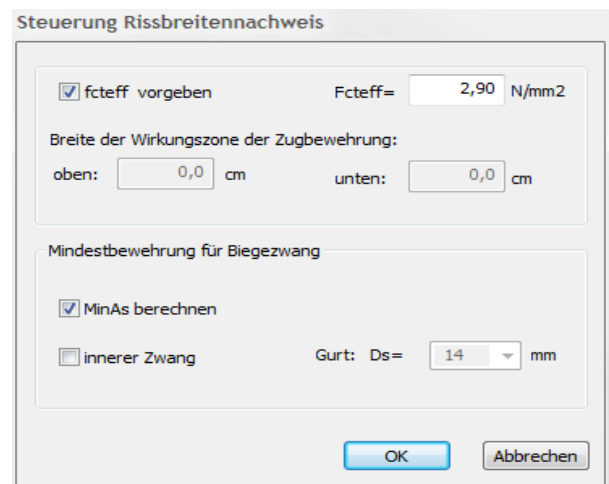 Steuerung Rissbreitennachweis
fcteff vorgeben Fcteff= 2,90 N/mm2
Breite der Wirkungszone der Zugbewehrung:
oben: 0,0 cm unten: 0,0 cm
Mindestbewehrung für Biegezwang
MinAs berechnen
innerer Zwang Gurt: Ds= 14 mm
OK Abbrechen